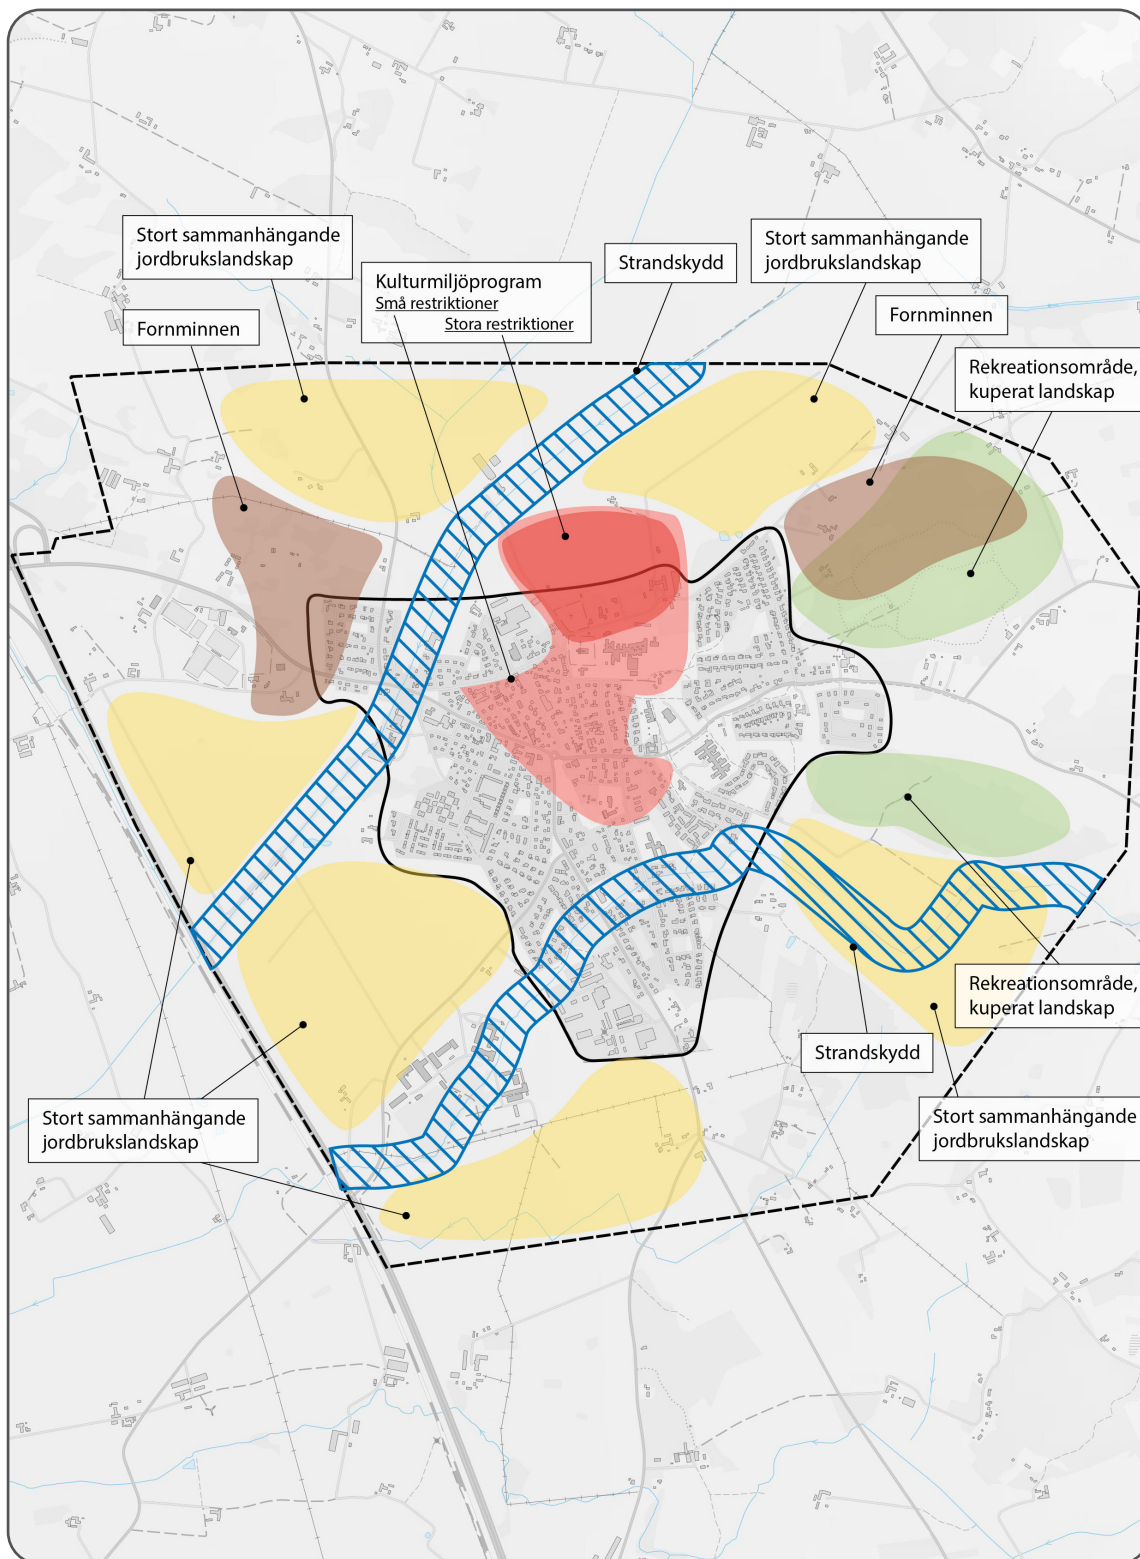 Stort sammanhängande
jordbrukslandskap
Stort sammanhängande
jordbrukslandskap
Strandskydd
Kulturmiljöprogram
Små restriktioner
Stora restriktioner
Fornminnen
Fornminnen
Rekreationsområde,
kuperat landskap
Rekreationsområde,
kuperat landskap
Strandskydd
Stort sammanhängande
jordbrukslandskap
Stort sammanhängande
jordbrukslandskap